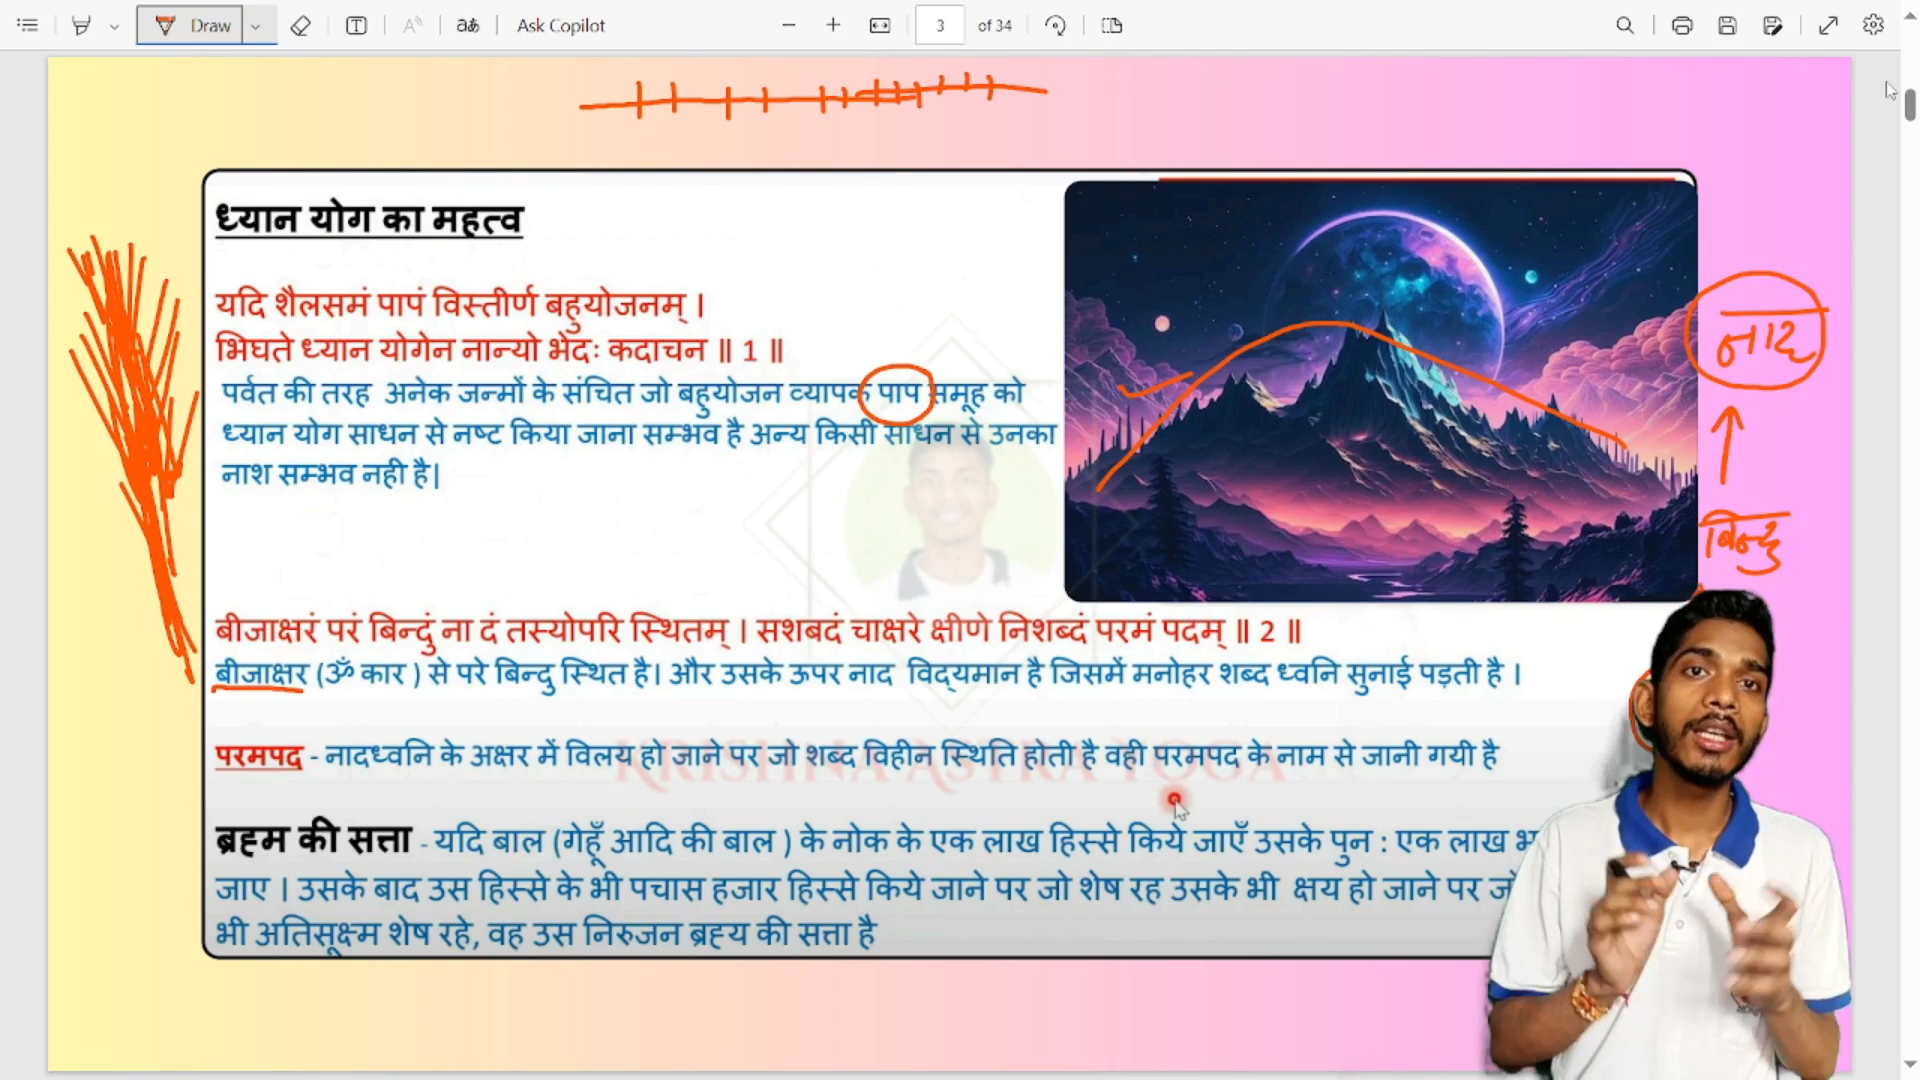 Draw
Ask Copilot
3 of 34
ध्यान योग का महत्व
यदि शैलसमं पापं विस्तीर्ण बहुयोजनम् ।
भिघते ध्यान योगेन नान्यो भेदः कदाचन ॥ 1 ॥
पर्वत की तरह अनेक जन्मों के संचित जो बहुयोजन व्यापक पाप समूह को
ध्यान योग साधन से नष्ट किया जाना सम्भव है अन्य किसी साधन से उनका
नाश सम्भव नही है|
नाद
बिन्दु
बीजाक्षरं परं बिन्दुं ना दं तस्योपरि स्थितम् । सशबदं चाक्षरे क्षीणे निशब्दं परमं पदम् ॥ 2 ॥
बीजाक्षर (ॐ कार ) से परे बिन्दु स्थित है। और उसके ऊपर नाद विद्यमान है जिसमें मनोहर शब्द ध्वनि सुनाई पड़ती है ।
परमपद - नादध्वनि के अक्षर में विलय हो जाने पर जो शब्द विहीन स्थिति होती है वही परमपद के नाम से जानी गयी है
KRISHNA ASTRA YOGA
ब्रह्म की सत्ता - यदि बाल (गेहूँ आदि की बाल ) के नोक के एक लाख हिस्से किये जाएँ उसके पुन : एक लाख भ
जाए । उसके बाद उस हिस्से के भी पचास हजार हिस्से किये जाने पर जो शेष रह उसके भी क्षय हो जाने पर जो
भी अतिसूक्ष्म शेष रहे, वह उस निरुजन ब्रह्य की सत्ता है